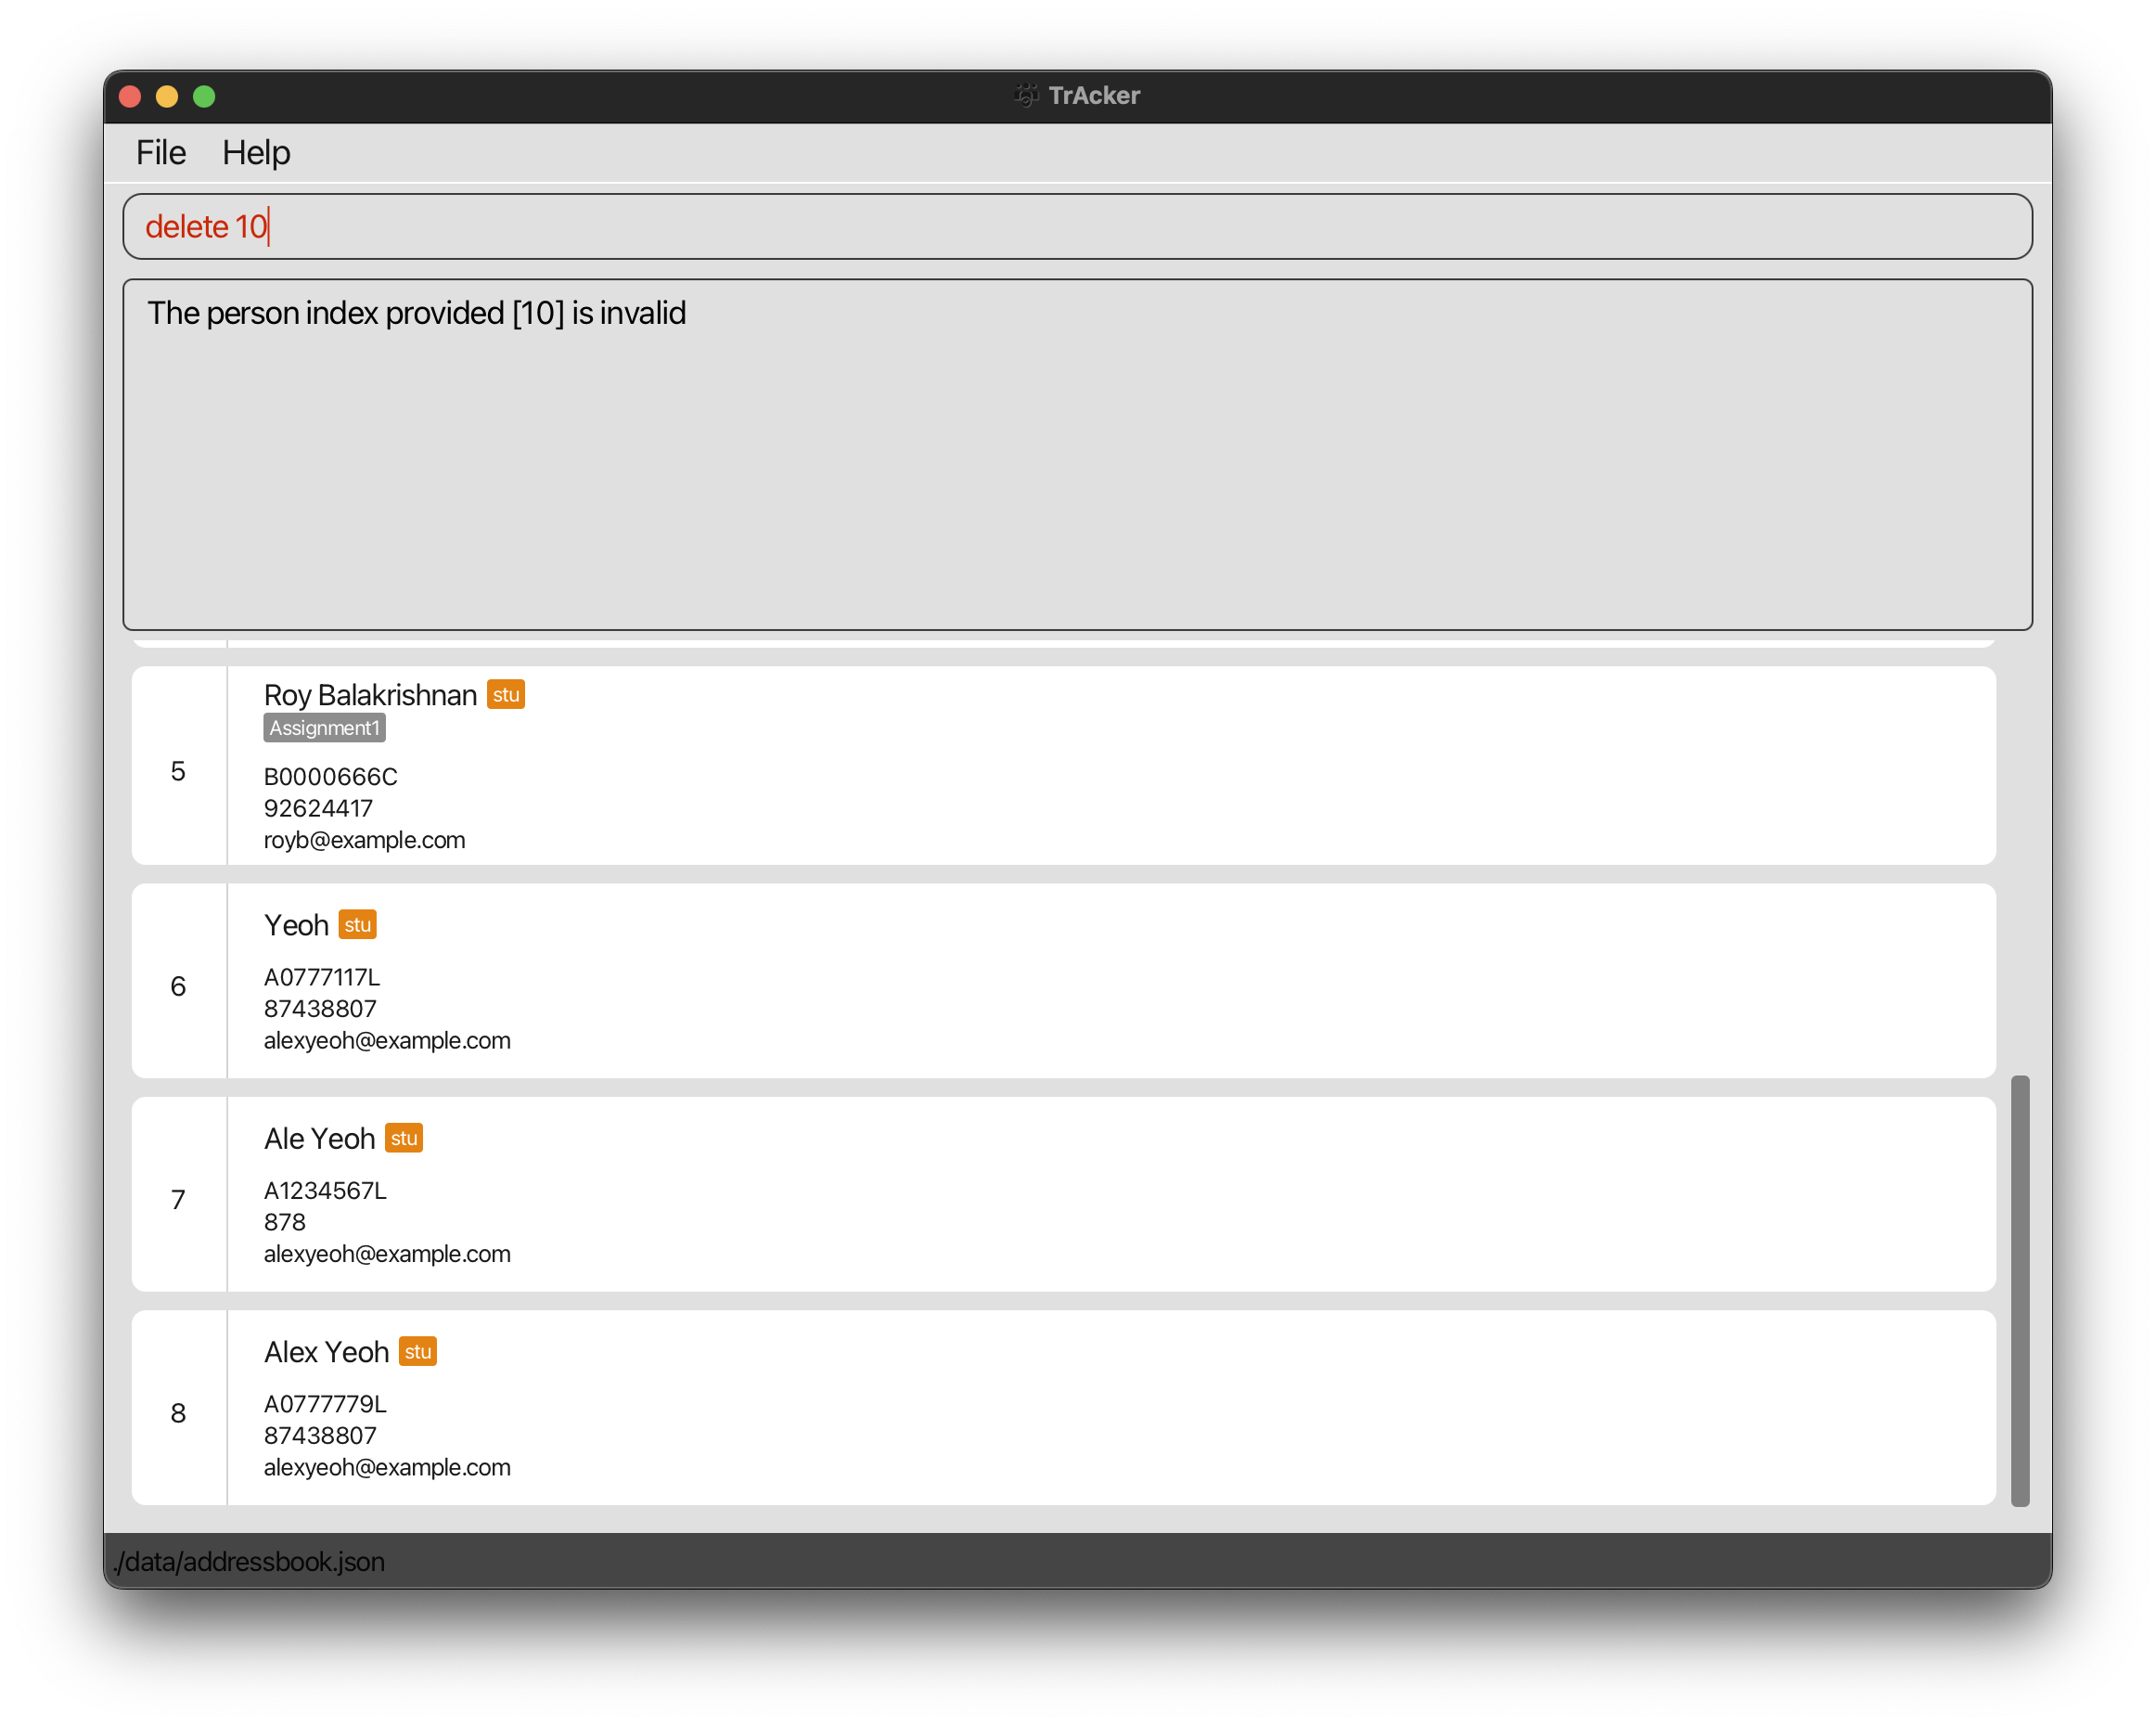 TrAcker
File Help
delete 10
The person index provided [10] is invalid
5
Roy Balakrishnan stu
Assignment1
B0000666C
92624417
royb@example.com
6
Yeoh stu
A0777117L
87438807
alexyeoh@example.com
7
Ale Yeoh stu
A1234567L
878
alexyeoh@example.com
8
Alex Yeoh stu
A0777779L
87438807
alexyeoh@example.com
./data/addressbook.json